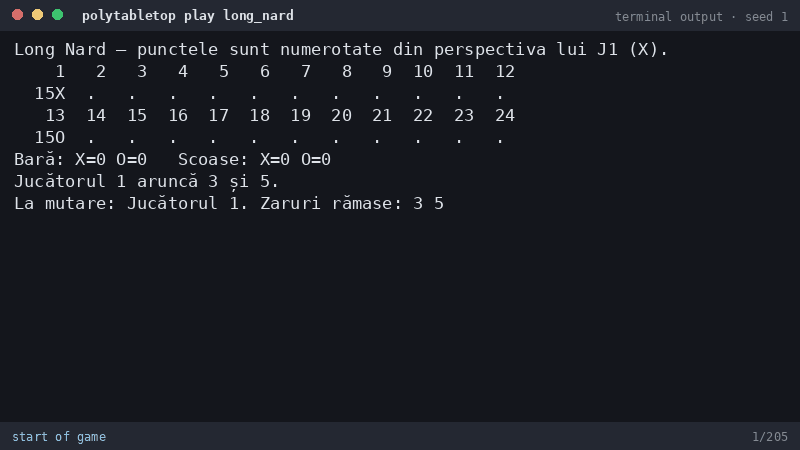 polytabletop play long_nard
terminal output · seed 1
Long Nard — punctele sunt numerotate din perspectiva lui J1 (X).
1 2 3 4 5 6 7 8 9 10 11 12
15X . . . . . . . . . . .
13 14 15 16 17 18 19 20 21 22 23 24
15O . . . . . . . . . . .
Bară: X=0 O=0 Scoase: X=0 O=0
Jucătorul 1 aruncă 3 și 5.
La mutare: Jucătorul 1. Zaruri rămase: 3 5
start of game
1/205